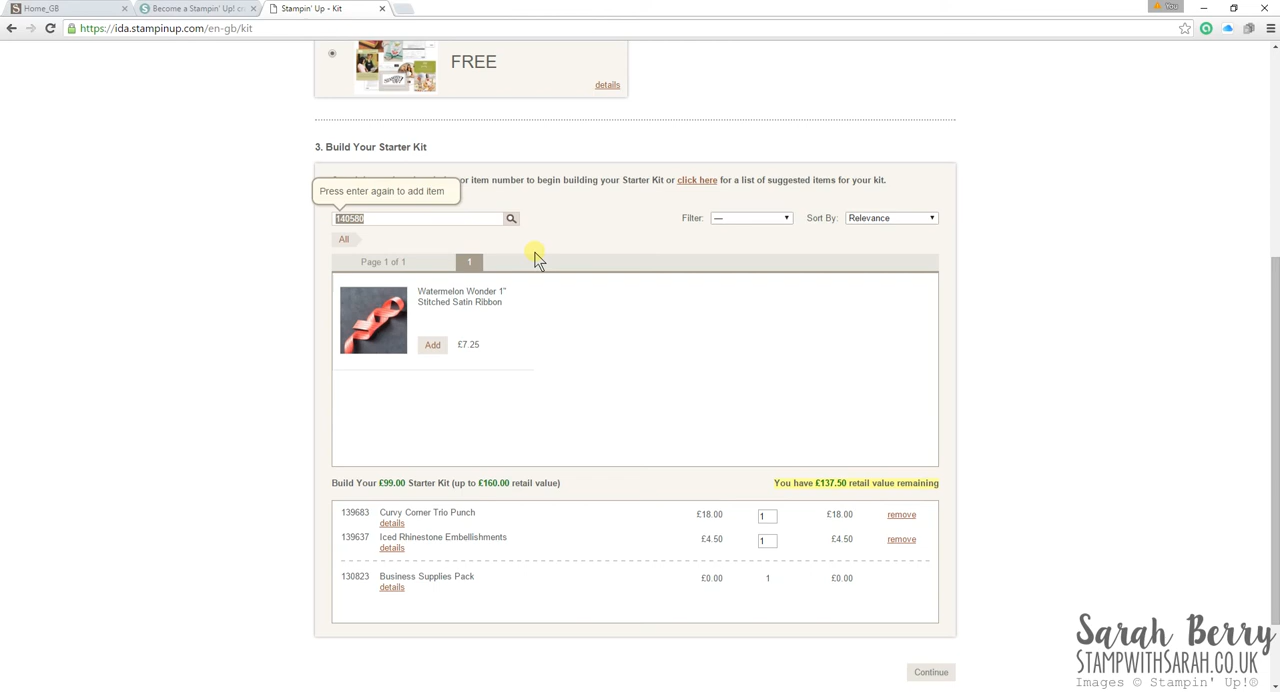 Home_GB
Become a Stampin' Up! cr
Stampin' Up - Kit
You
https://ida.stampinup.com/en-gb/kit
FREE
details
3. Build Your Starter Kit
or item number to begin building your Starter Kit or click here for a list of suggested items for your kit.
Press enter again to add item
140580
Filter: —
Sort By: Relevance
All
Page 1 of 1
1
Watermelon Wonder 1"
Stitched Satin Ribbon
Add £7.25
Build Your £99.00 Starter Kit (up to £160.00 retail value)
You have £137.50 retail value remaining
139683 Curvy Corner Trio Punch £18.00 1 £18.00 remove
details
139637 Iced Rhinestone Embellishments £4.50 1 £4.50 remove
details
130823 Business Supplies Pack £0.00 1 £0.00
details
Continue
Sarah Berry
STAMPWITHSARAH.CO.UK
Images © Stampin' Up!®